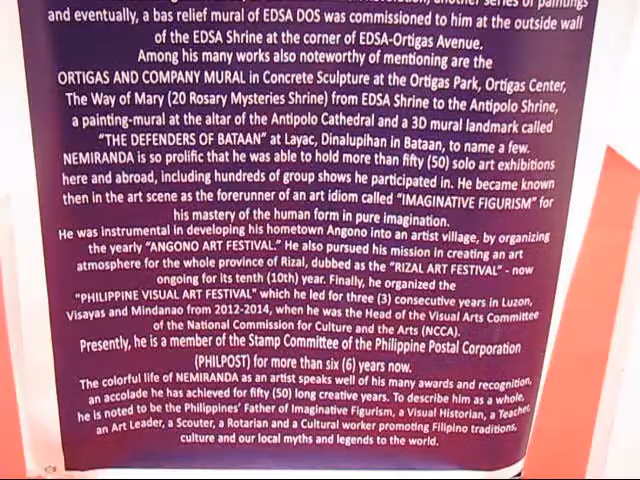 another series of paintings
and eventually, a bas relief mural of EDSA DOS was commissioned to him at the outside wall
of the EDSA Shrine at the corner of EDSA-Ortigas Avenue.
Among his many works also noteworthy of mentioning are the
ORTIGAS AND COMPANY MURAL in Concrete Sculpture at the Ortigas Park, Ortigas Center,
The Way of Mary (20 Rosary Mysteries Shrine) from EDSA Shrine to the Antipolo Shrine,
a painting-mural at the altar of the Antipolo Cathedral and a 3D mural landmark called
"THE DEFENDERS OF BATAAN" at Layac, Dinalupihan in Bataan, to name a few.
NEMIRANDA is so prolific that he was able to hold more than fifty (50) solo art exhibitions
here and abroad, including hundreds of group shows he participated in. He became known
then in the art scene as the forerunner of an art idiom called "IMAGINATIVE FIGURISM" for
his mastery of the human form in pure imagination.
He was instrumental in developing his hometown Angono into an artist village, by organizing
the yearly "ANGONO ART FESTIVAL." He also pursued his mission in creating an art
atmosphere for the whole province of Rizal, dubbed as the "RIZAL ART FESTIVAL" - now
ongoing for its tenth (10th) year. Finally, he organized the
"PHILIPPINE VISUAL ART FESTIVAL" which he led for three (3) consecutive years in Luzon,
Visayas and Mindanao from 2012-2014, when he was the Head of the Visual Arts Committee
of the National Commission for Culture and the Arts (NCCA).
Presently, he is a member of the Stamp Committee of the Philippine Postal Corporation
(PHILPOST) for more than six (6) years now.
The colorful life of NEMIRANDA as an artist speaks well of his many awards and recognition,
an accolade he has achieved for fifty (50) long creative years. To describe him as a whole,
he is noted to be the Philippines' Father of Imaginative Figurism, a Visual Historian, a Teacher,
an Art Leader, a Scouter, a Rotarian and a Cultural worker promoting Filipino traditions,
culture and our local myths and legends to the world.